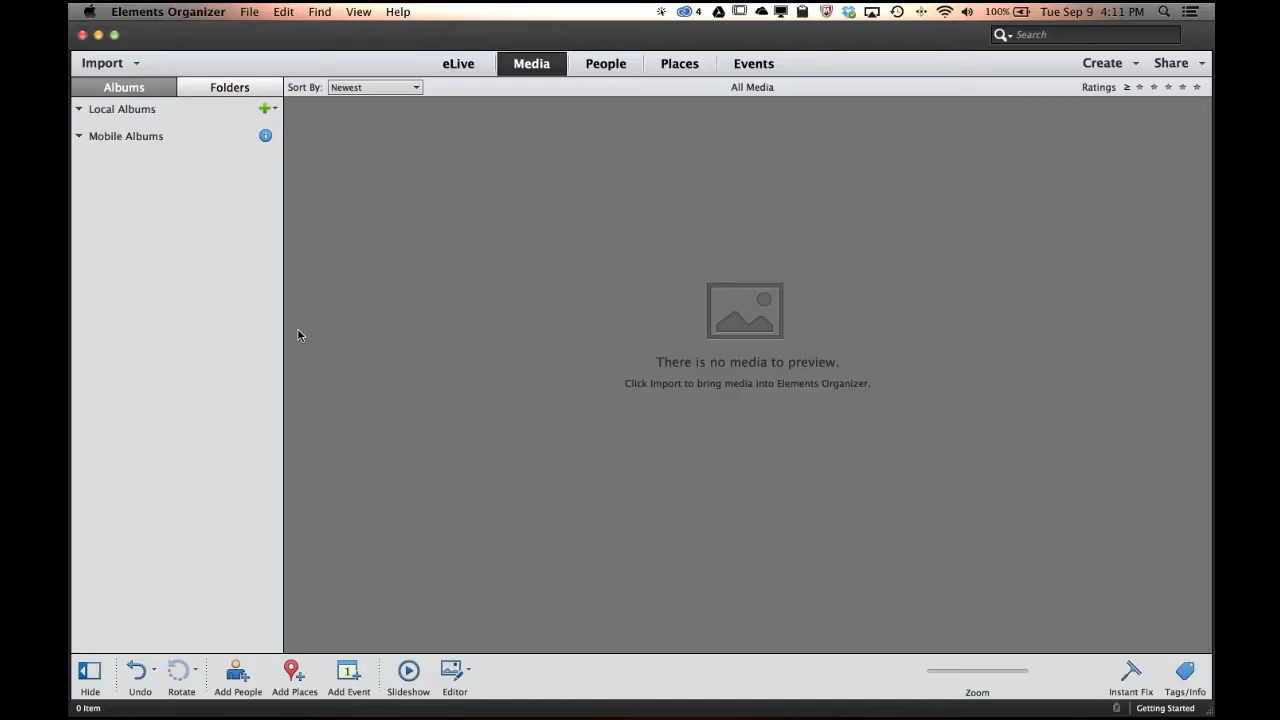 Elements Organizer File Edit Find View Help 4 100% Tue Sep 9 4:11 PM
Search
Import eLive Media People Places Events Create Share
Albums Folders Sort By: Newest All Media Ratings ≥
Local Albums
Mobile Albums
There is no media to preview.
Click Import to bring media into Elements Organizer.
1
Hide Undo Rotate Add People Add Places Add Event Slideshow Editor Zoom Instant Fix Tags/Info
0 Item Getting Started